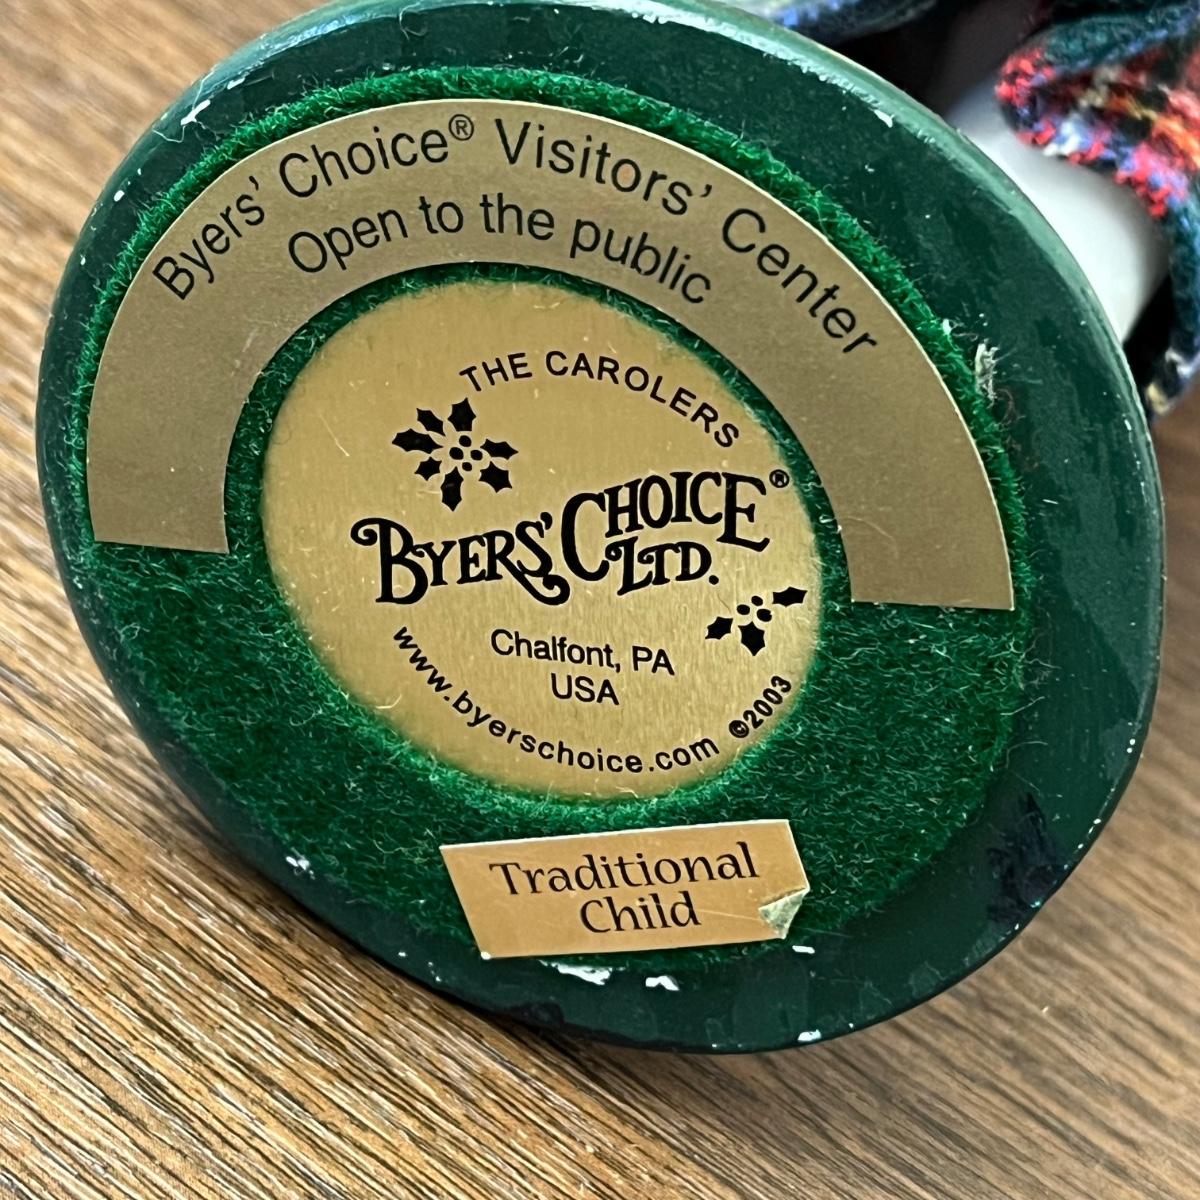 Byers' Choice® Visitors' Center
Open to the public
THE CAROLERS
BYERS' CHOICE®
LTD.
Chalfont, PA
USA
www.byerschoice.com ©2003
Traditional
Child